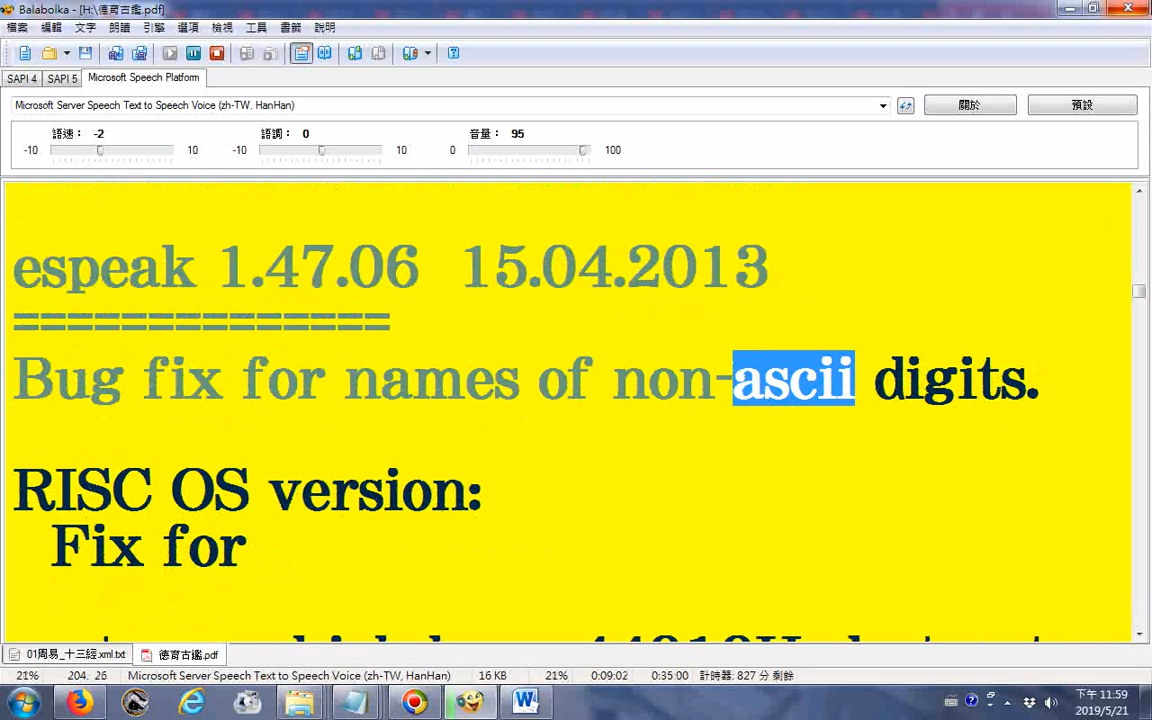 Balabolka - [H:\德育古鑑.pdf]
檔案 編輯 文字 朗讀 引擎 選項 檢視 工具 書籤 說明
SAPI 4 SAPI 5 Microsoft Speech Platform
Microsoft Server Speech Text to Speech Voice (zh-TW, HanHan) 關於 預設
語速： -2 語調： 0 音量： 95
-10 10 -10 10 0 100
espeak 1.47.06 15.04.2013
==============
Bug fix for names of non-ascii digits.
RISC OS version:
Fix for
01周易_十三經.xml.txt 德育古鑑.pdf
21% 204: 26 Microsoft Server Speech Text to Speech Voice (zh-TW, HanHan) 16 KB 21% 0:09:02 0:35:00 計時器: 827 分 剩餘
下午 11:59
2019/5/21